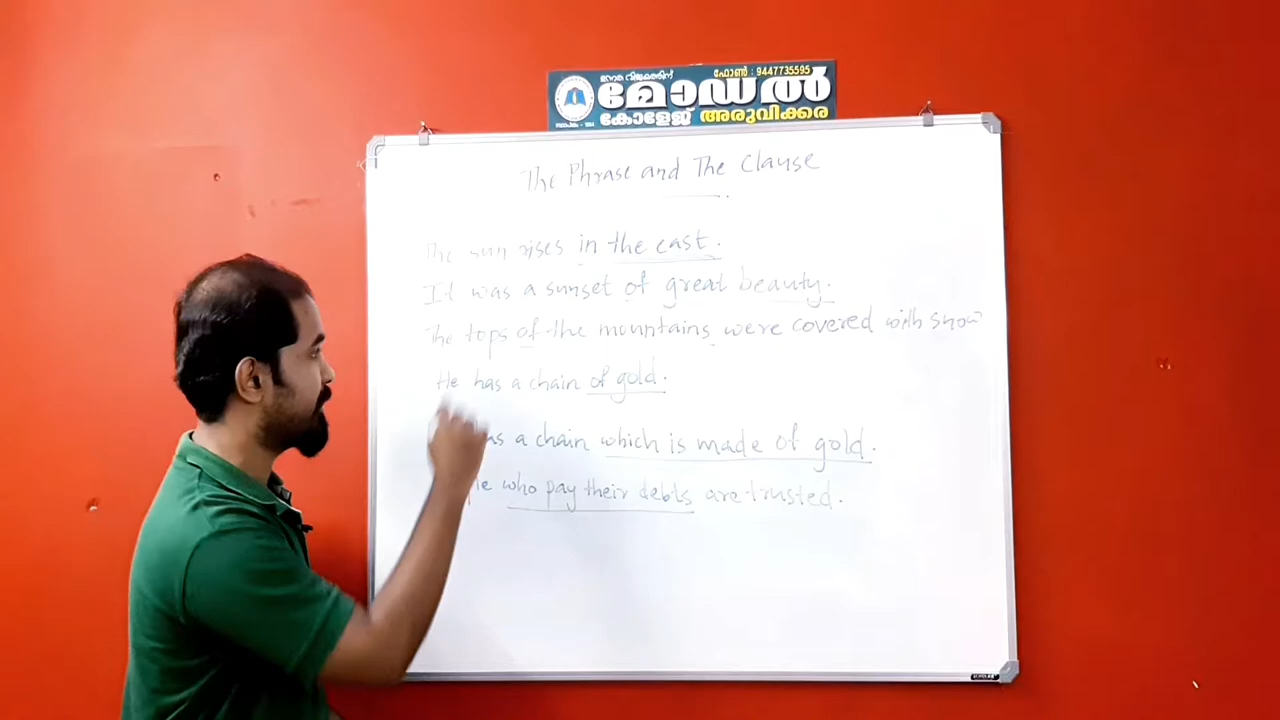 ഫോൺ : 9447735595
മോഡൽ
കോളേജ് അരുവിക്കര
The Phrase and The Clause
The sun rises in the east.
It was a sunset of great beauty.
The tops of the mountains were covered with snow
He has a chain of gold.
a chain which is made of gold.
who pay their debts are trusted.